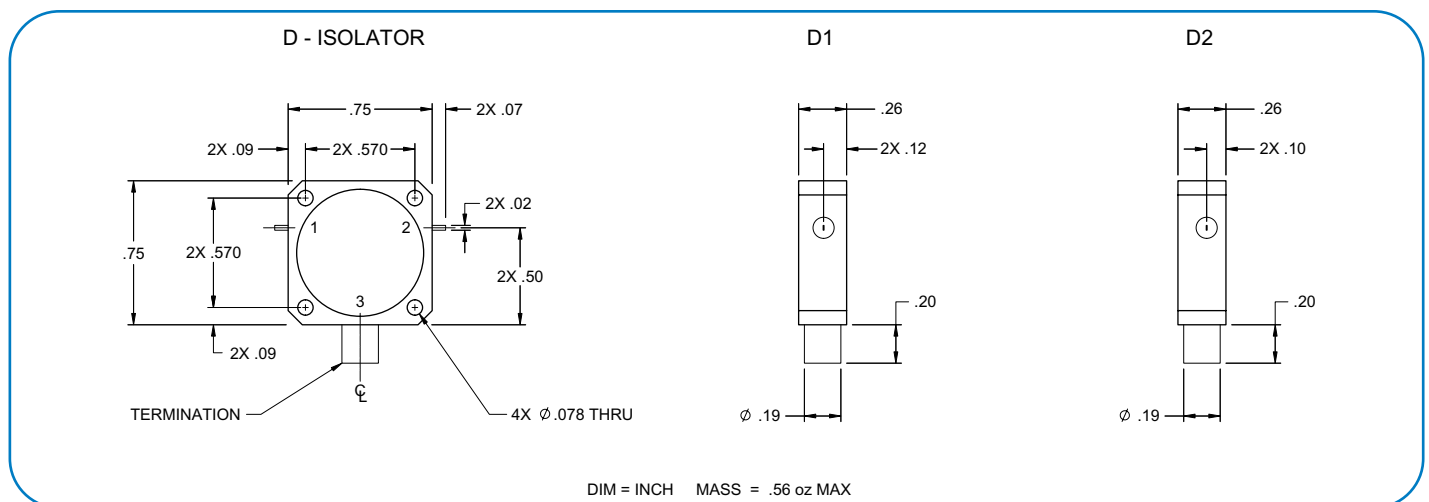 D - ISOLATOR
D1
D2
.75
2X .07
2X .09
2X .570
1
2
2X .02
.75
2X .570
2X .50
3
2X .09
TERMINATION
℄
4X Ø.078 THRU
.26
2X .12
.20
Ø .19
.26
2X .10
.20
Ø .19
DIM = INCH MASS = .56 oz MAX